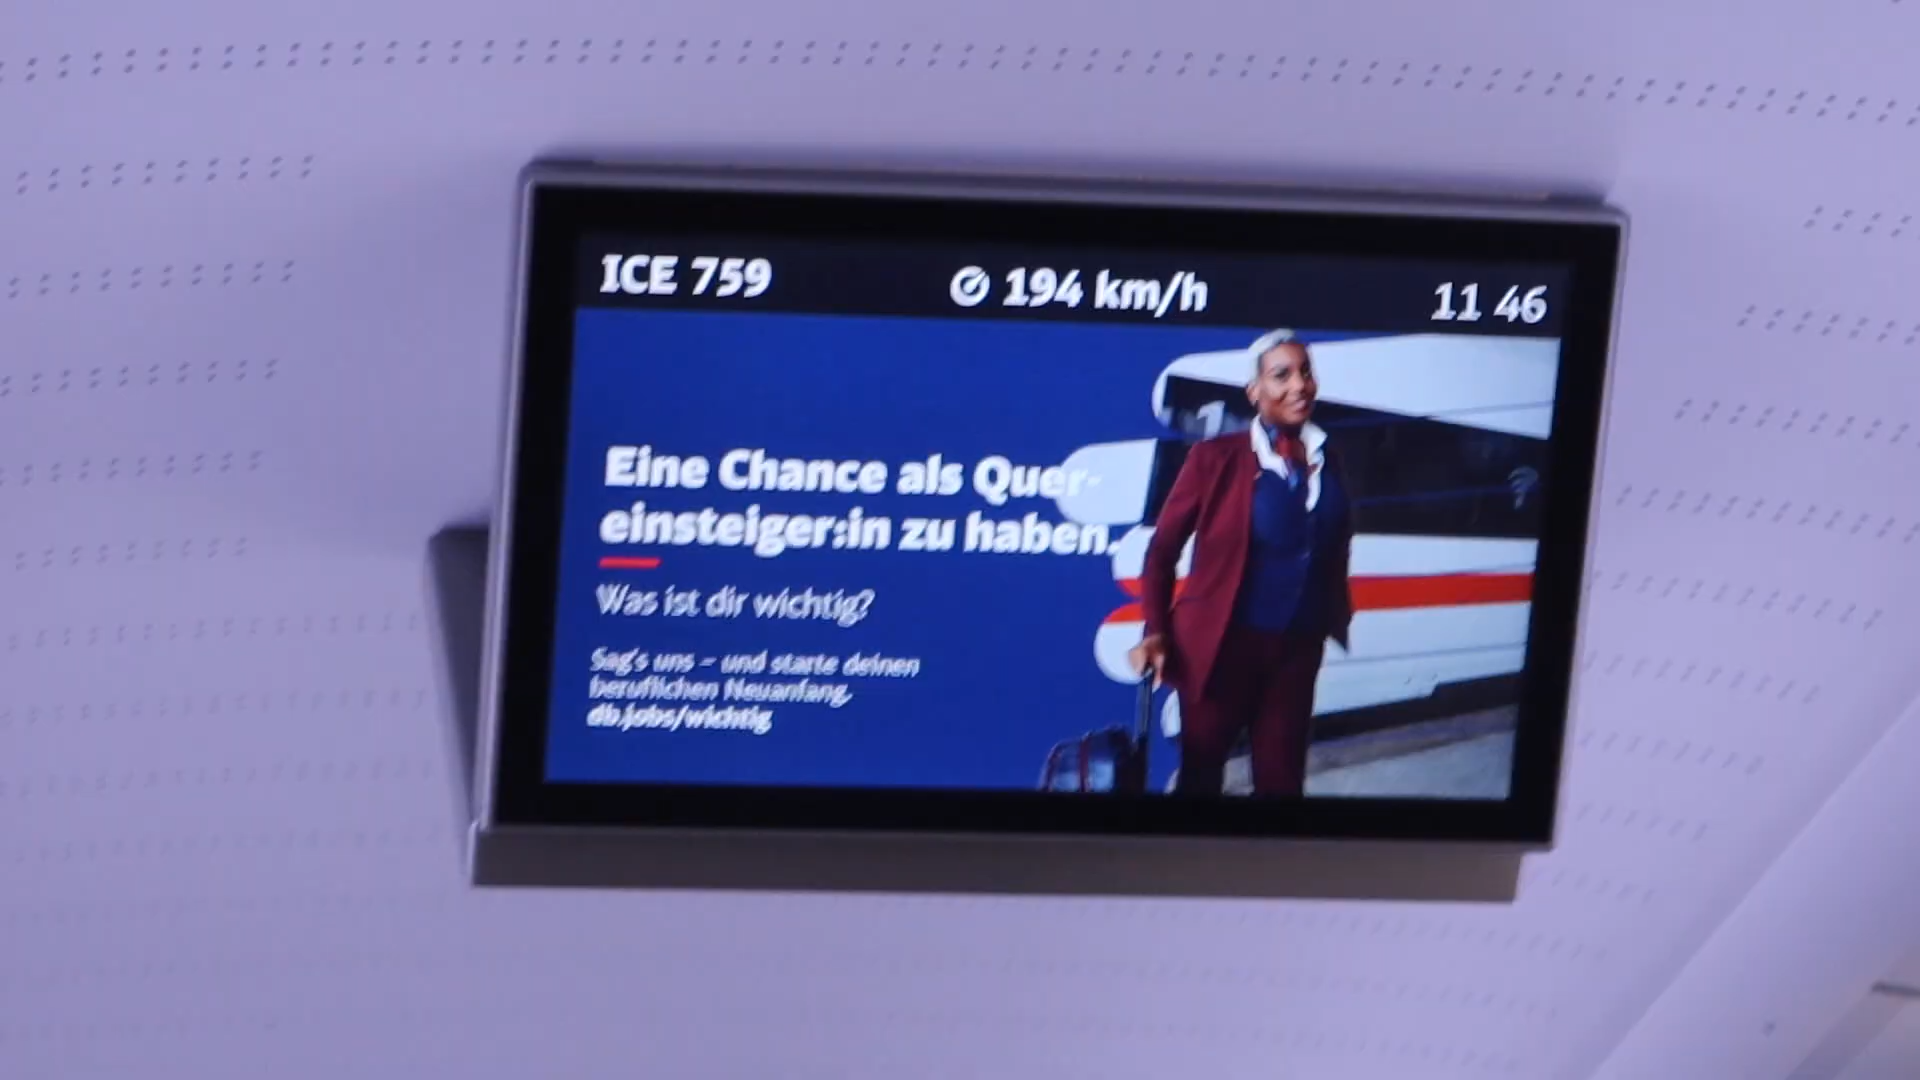 ICE 759
194 km/h
11 46
Eine Chance als Quer-
einsteiger:in zu haben.
Was ist dir wichtig?
Sag's uns – und starte deinen
beruflichen Neuanfang.
db.jobs/wichtig